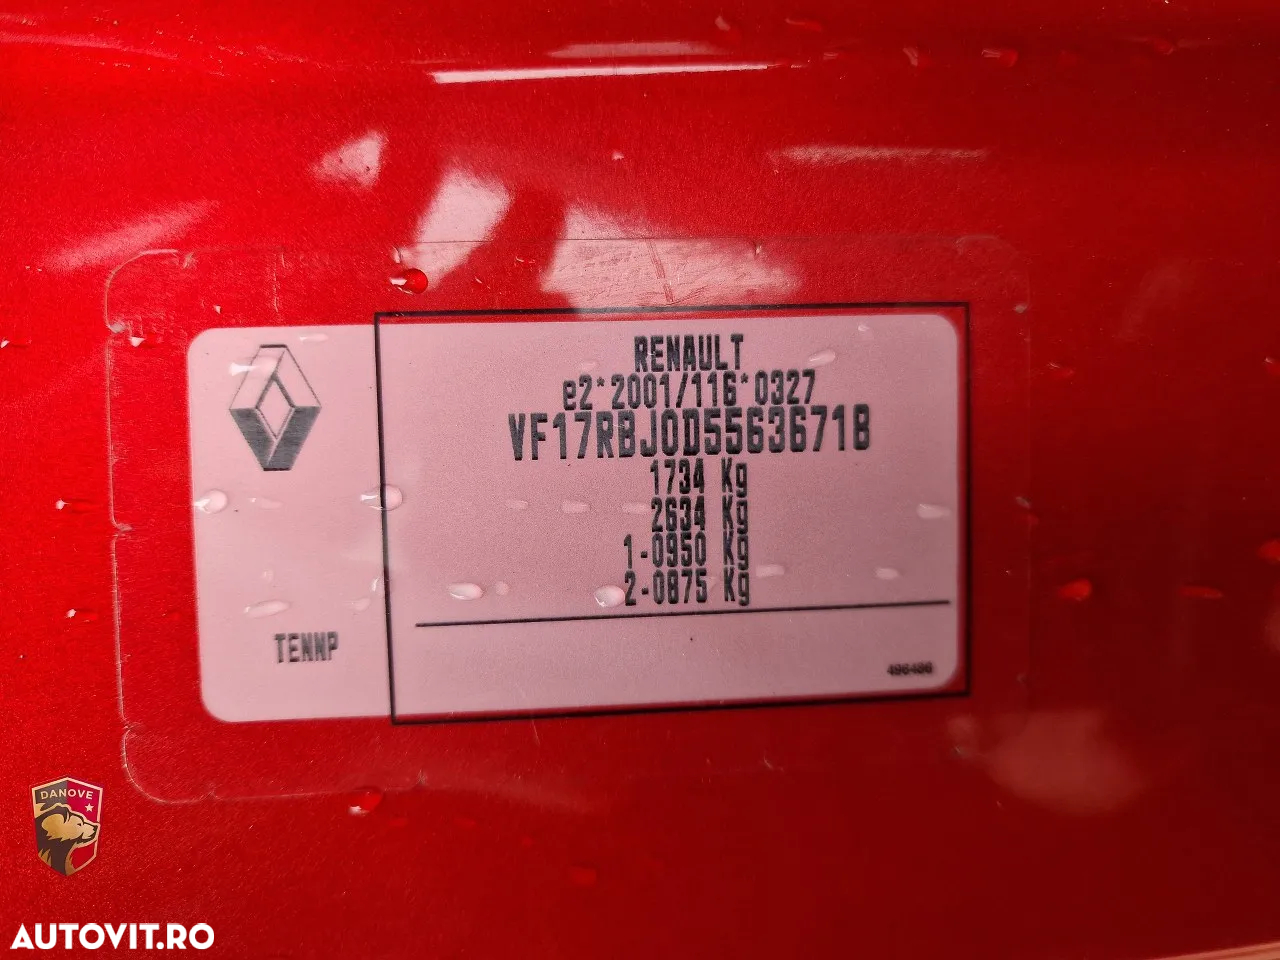 RENAULT
e2*2001/116*0327
VF17RBJ0D55636718
1734 Kg
2634 Kg
1-0950 Kg
2-0875 Kg
TENNP
496486
DANOVE
AUTOVIT.RO